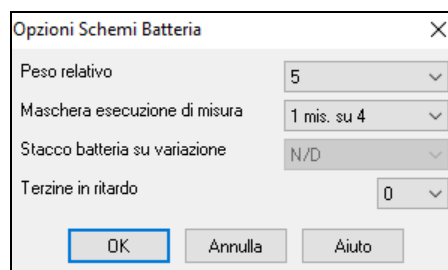 Opzioni Schemi Batteria
Peso relativo 5
Maschera esecuzione di misura 1 mis. su 4
Stacco batteria su variazione N/D
Terzine in ritardo 0
OK Annulla Aiuto